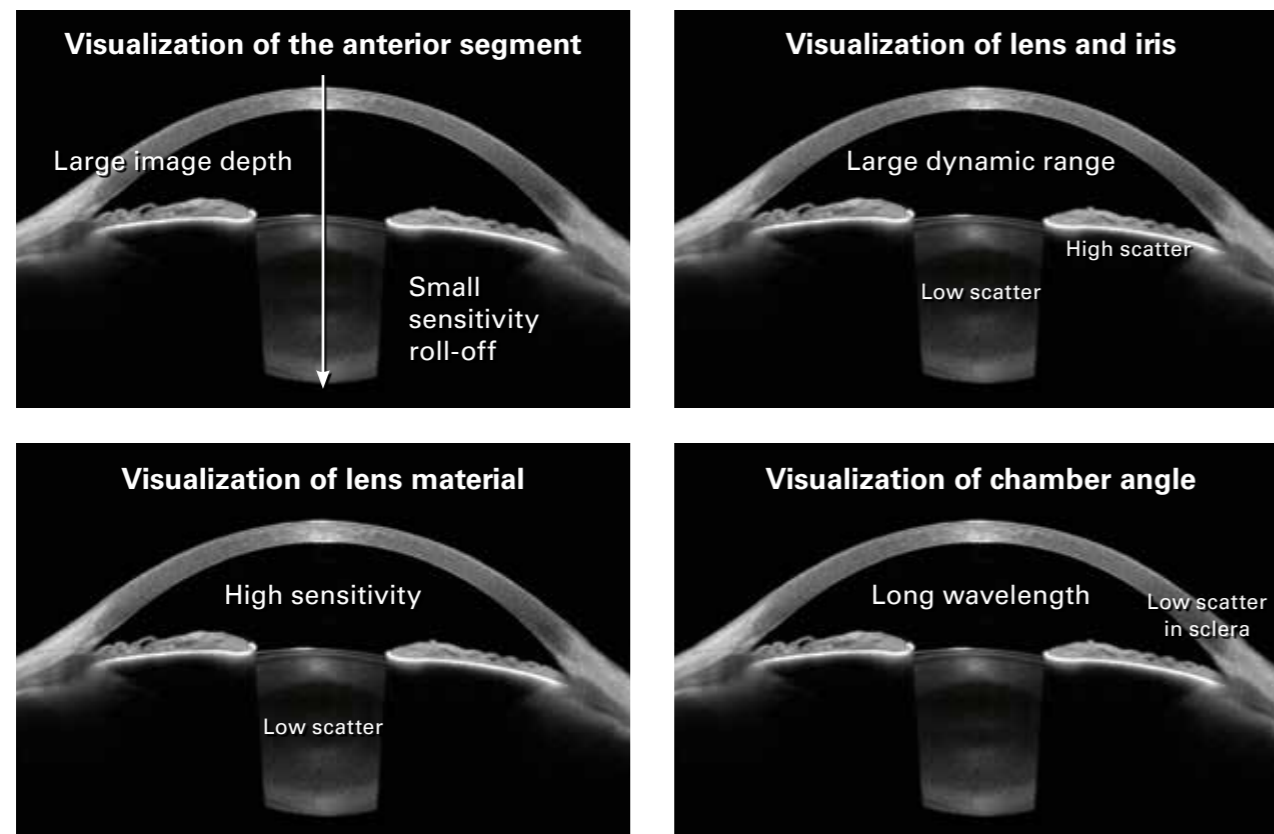 Visualization of the anterior segment
Large image depth
Small
sensitivity
roll-off
Visualization of lens and iris
Large dynamic range
High scatter
Low scatter
Visualization of lens material
High sensitivity
Low scatter
Visualization of chamber angle
Long wavelength
Low scatter
in sclera